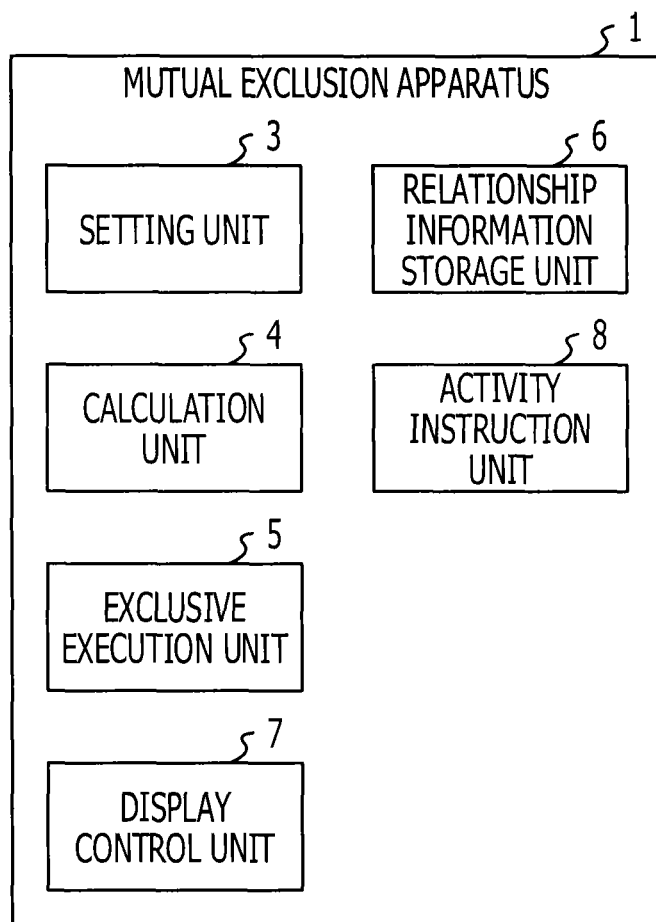 1
MUTUAL EXCLUSION APPARATUS
3
SETTING UNIT
6
RELATIONSHIP
INFORMATION
STORAGE UNIT
4
CALCULATION
UNIT
8
ACTIVITY
INSTRUCTION
UNIT
5
EXCLUSIVE
EXECUTION UNIT
7
DISPLAY
CONTROL UNIT